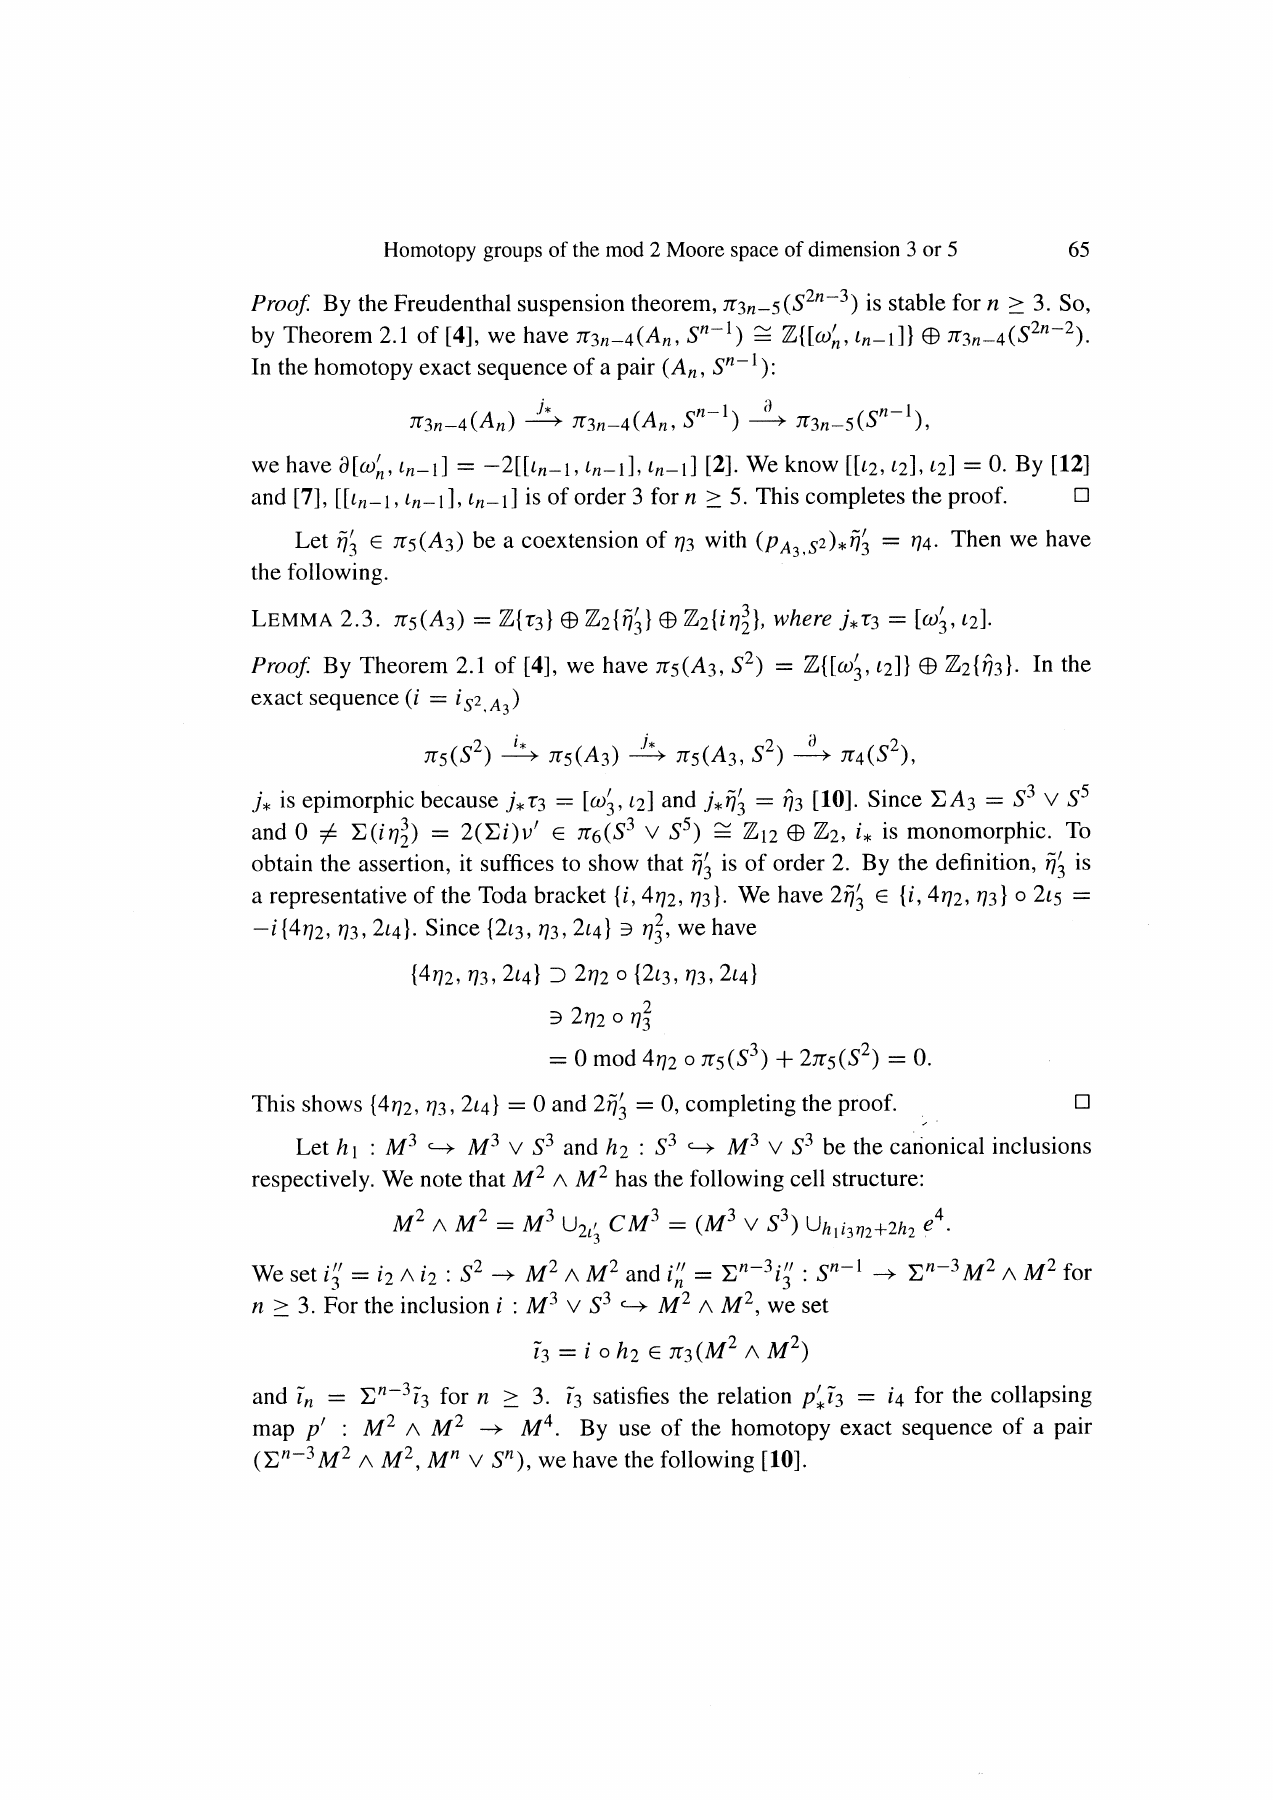 Homotopy groups of the mod 2 Moore space of dimension 3 or 5 65
Proof. By the Freudenthal suspension theorem, π_{3n−5}(S^{2n−3}) is stable for n ≥ 3. So,
by Theorem 2.1 of [4], we have π_{3n−4}(A_n, S^{n−1}) ≅ ℤ{[ω′_n, ι_{n−1}]} ⊕ π_{3n−4}(S^{2n−2}).
In the homotopy exact sequence of a pair (A_n, S^{n−1}):
π_{3n−4}(A_n) —j_*→ π_{3n−4}(A_n, S^{n−1}) —∂→ π_{3n−5}(S^{n−1}),
we have ∂[ω′_n, ι_{n−1}] = −2[[ι_{n−1}, ι_{n−1}], ι_{n−1}] [2]. We know [[ι_2, ι_2], ι_2] = 0. By [12]
and [7], [[ι_{n−1}, ι_{n−1}], ι_{n−1}] is of order 3 for n ≥ 5. This completes the proof. □
Let η̃′_3 ∈ π_5(A_3) be a coextension of η_3 with (p_{A_3,S^2})_*η̃′_3 = η_4. Then we have
the following.
LEMMA 2.3. π_5(A_3) = ℤ{τ_3} ⊕ ℤ_2{η̃′_3} ⊕ ℤ_2{iη_2^3}, where j_*τ_3 = [ω′_3, ι_2].
Proof. By Theorem 2.1 of [4], we have π_5(A_3, S^2) = ℤ{[ω′_3, ι_2]} ⊕ ℤ_2{η̂_3}. In the
exact sequence (i = i_{S^2,A_3})
π_5(S^2) —i_*→ π_5(A_3) —j_*→ π_5(A_3, S^2) —∂→ π_4(S^2),
j_* is epimorphic because j_*τ_3 = [ω′_3, ι_2] and j_*η̃′_3 = η̂_3 [10]. Since ΣA_3 = S^3 ∨ S^5
and 0 ≠ Σ(iη_2^3) = 2(Σi)ν′ ∈ π_6(S^3 ∨ S^5) ≅ ℤ_{12} ⊕ ℤ_2, i_* is monomorphic. To
obtain the assertion, it suffices to show that η̃′_3 is of order 2. By the definition, η̃′_3 is
a representative of the Toda bracket {i, 4η_2, η_3}. We have 2η̃′_3 ∈ {i, 4η_2, η_3} ∘ 2ι_5 =
−i{4η_2, η_3, 2ι_4}. Since {2ι_3, η_3, 2ι_4} ∋ η_3^2, we have
{4η_2, η_3, 2ι_4} ⊃ 2η_2 ∘ {2ι_3, η_3, 2ι_4}
∋ 2η_2 ∘ η_3^2
= 0 mod 4η_2 ∘ π_5(S^3) + 2π_5(S^2) = 0.
This shows {4η_2, η_3, 2ι_4} = 0 and 2η̃′_3 = 0, completing the proof. □
Let h_1 : M^3 ↪ M^3 ∨ S^3 and h_2 : S^3 ↪ M^3 ∨ S^3 be the canonical inclusions
respectively. We note that M^2 ∧ M^2 has the following cell structure:
M^2 ∧ M^2 = M^3 ∪_{2ι′_3} CM^3 = (M^3 ∨ S^3) ∪_{h_1i_3η_2+2h_2} e^4.
We set i″_3 = i_2 ∧ i_2 : S^2 → M^2 ∧ M^2 and i″_n = Σ^{n−3}i″_3 : S^{n−1} → Σ^{n−3}M^2 ∧ M^2 for
n ≥ 3. For the inclusion i : M^3 ∨ S^3 ↪ M^2 ∧ M^2, we set
ĩ_3 = i ∘ h_2 ∈ π_3(M^2 ∧ M^2)
and ĩ_n = Σ^{n−3}ĩ_3 for n ≥ 3. ĩ_3 satisfies the relation p′_*ĩ_3 = i_4 for the collapsing
map p′ : M^2 ∧ M^2 → M^4. By use of the homotopy exact sequence of a pair
(Σ^{n−3}M^2 ∧ M^2, M^n ∨ S^n), we have the following [10].